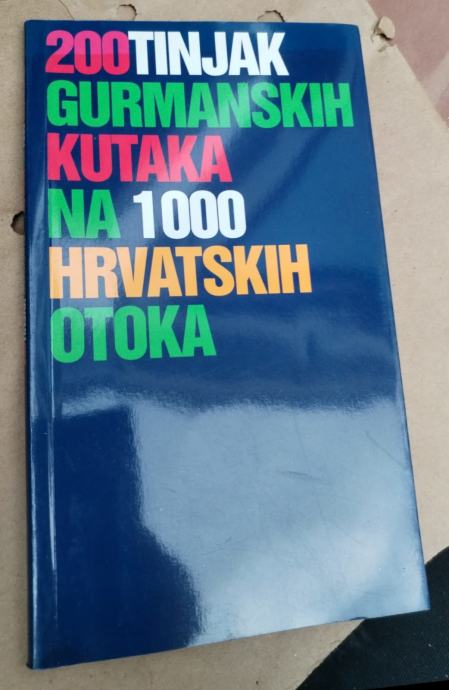 200TINJAK
GURMANSKIH
KUTAKA
NA 1000
HRVATSKIH
OTOKA